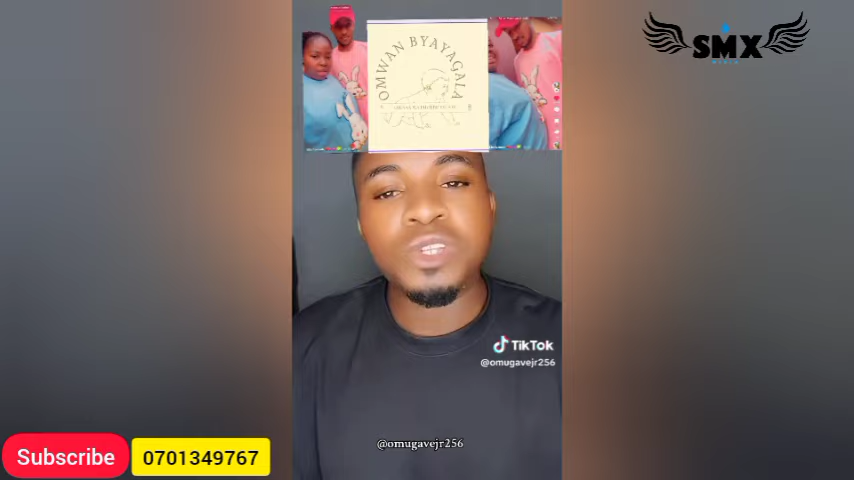 SMX
OMWAN BYAYAGALA
TikTok
@omugavejr256
@omugavejr256
Subscribe
0701349767